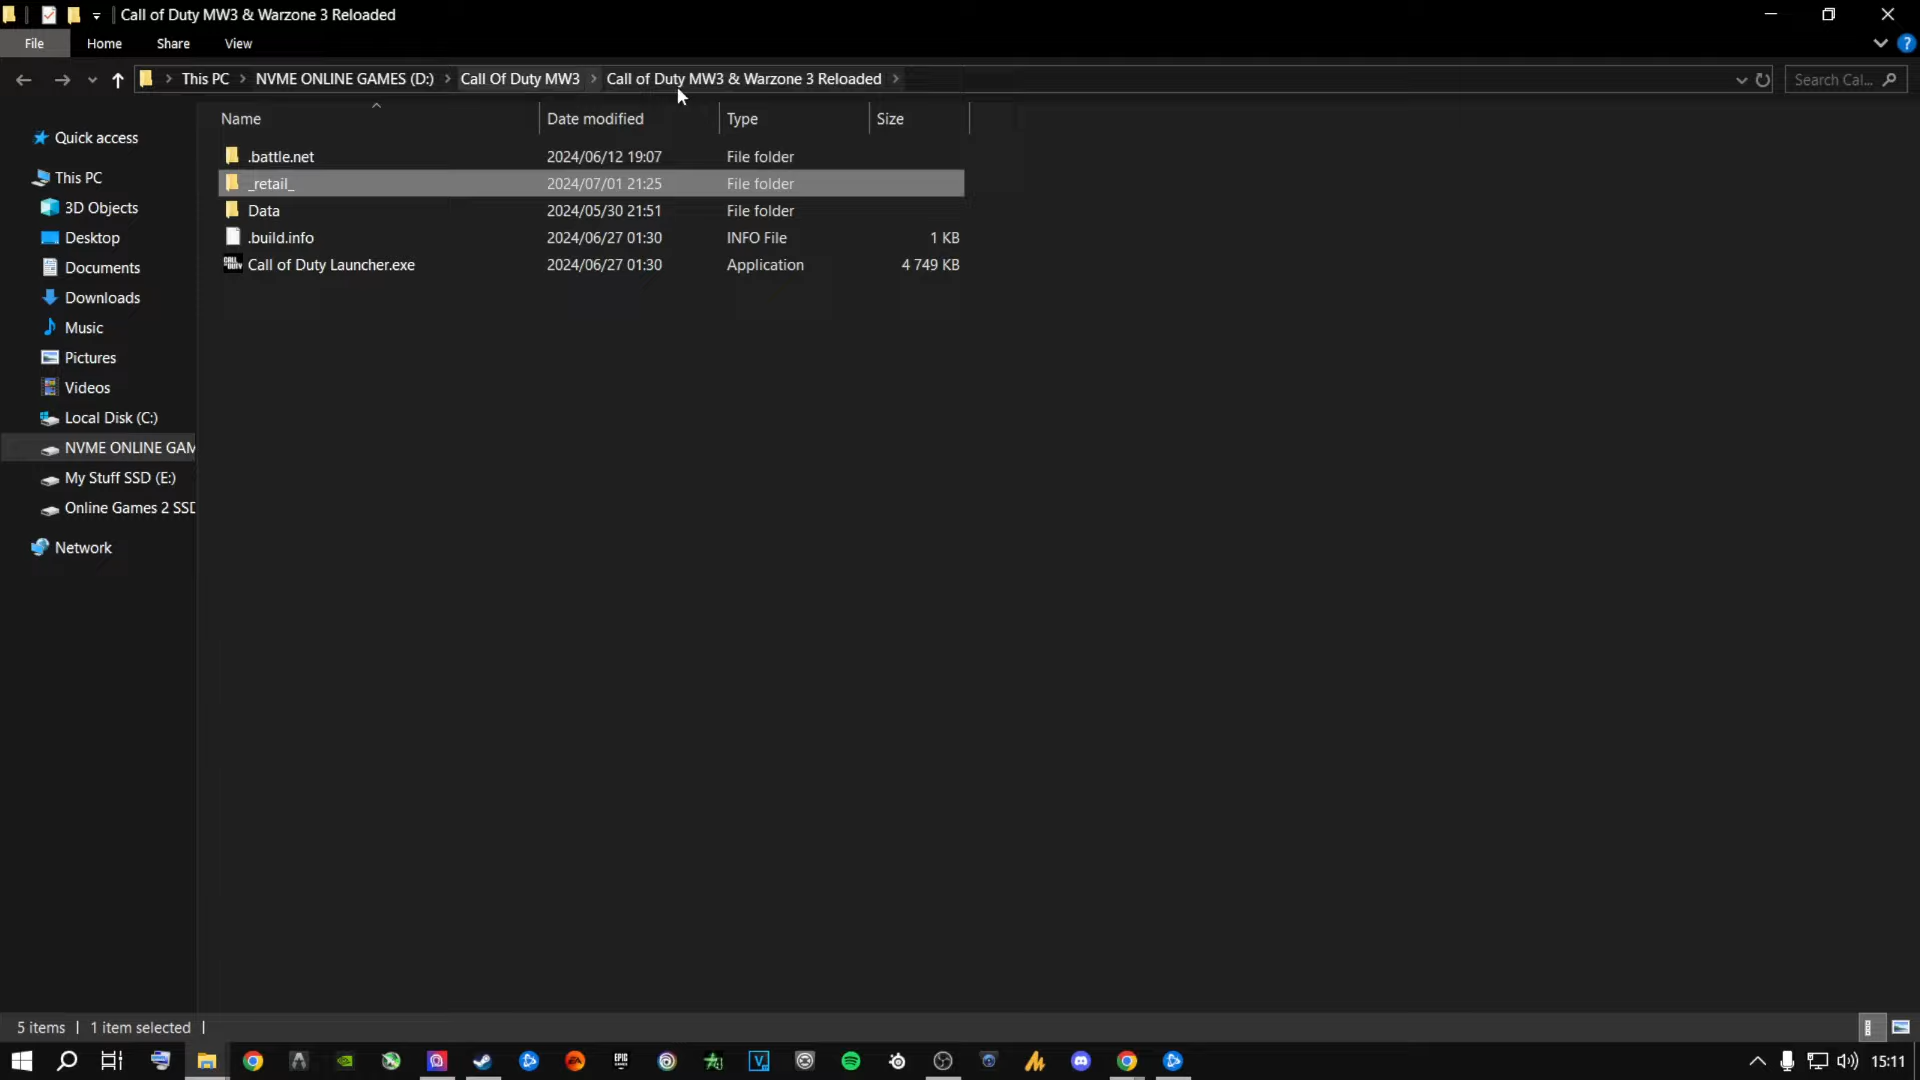 Call of Duty MW3 & Warzone 3 Reloaded
File Home Share View
This PC NVME ONLINE GAMES (D:) Call Of Duty MW3 Call of Duty MW3 & Warzone 3 Reloaded Search Cal...
Name Date modified Type Size
Quick access
This PC
3D Objects
Desktop
Documents
Downloads
Music
Pictures
Videos
Local Disk (C:)
NVME ONLINE GAM
My Stuff SSD (E:)
Online Games 2 SSD
Network
.battle.net 2024/06/12 19:07 File folder
_retail_ 2024/07/01 21:25 File folder
Data 2024/05/30 21:51 File folder
.build.info 2024/06/27 01:30 INFO File 1 KB
Call of Duty Launcher.exe 2024/06/27 01:30 Application 4 749 KB
5 items 1 item selected
EPIC
15:11